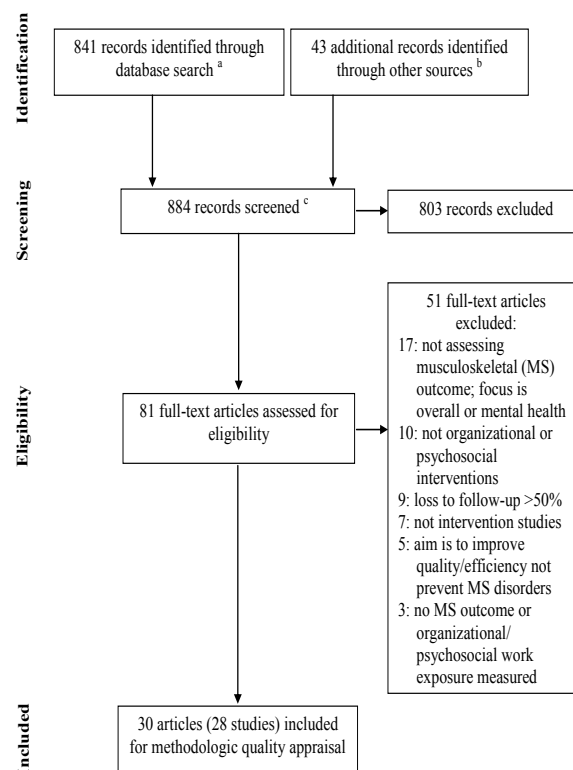 Identification
841 records identified through
database search a
43 additional records identified
through other sources b
Screening
884 records screened c
803 records excluded
Eligibility
81 full-text articles assessed for
eligibility
51 full-text articles
excluded:
17: not assessing
musculoskeletal (MS)
outcome; focus is
overall or mental health
10: not organizational or
psychosocial
interventions
9: loss to follow-up >50%
7: not intervention studies
5: aim is to improve
quality/efficiency not
prevent MS disorders
3: no MS outcome or
organizational/
psychosocial work
exposure measured
Included
30 articles (28 studies) included
for methodologic quality appraisal